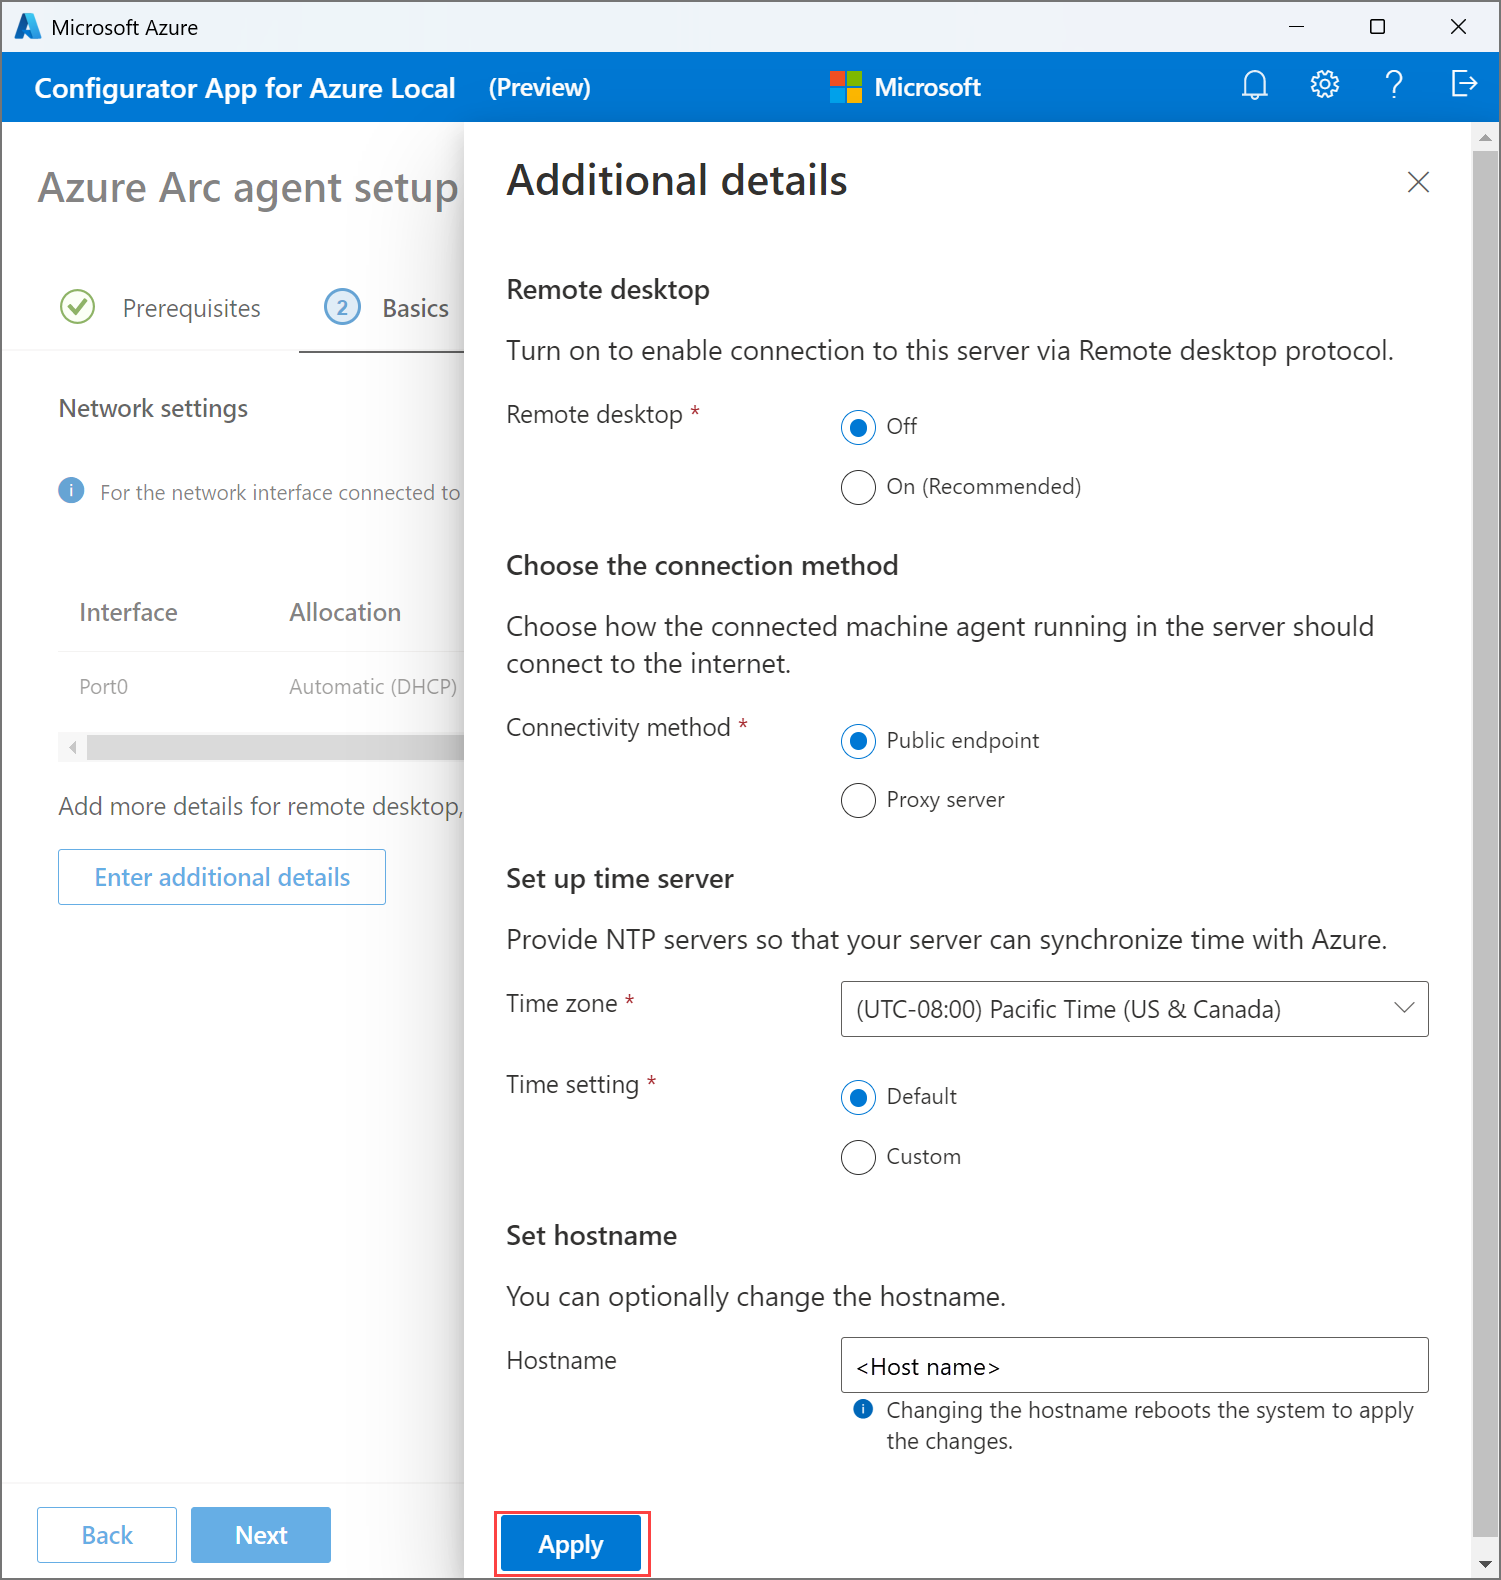 Microsoft Azure
Configurator App for Azure Local (Preview)
Microsoft
?
Azure Arc agent setup
Prerequisites
2 Basics
Network settings
i For the network interface connected to
Interface Allocation
Port0 Automatic (DHCP)
Add more details for remote desktop,
Enter additional details
Back
Next
Additional details
Remote desktop
Turn on to enable connection to this server via Remote desktop protocol.
Remote desktop *
Off
On (Recommended)
Choose the connection method
Choose how the connected machine agent running in the server should
connect to the internet.
Connectivity method *
Public endpoint
Proxy server
Set up time server
Provide NTP servers so that your server can synchronize time with Azure.
Time zone *
(UTC-08:00) Pacific Time (US & Canada)
Time setting *
Default
Custom
Set hostname
You can optionally change the hostname.
Hostname
<Host name>
i Changing the hostname reboots the system to apply
the changes.
Apply